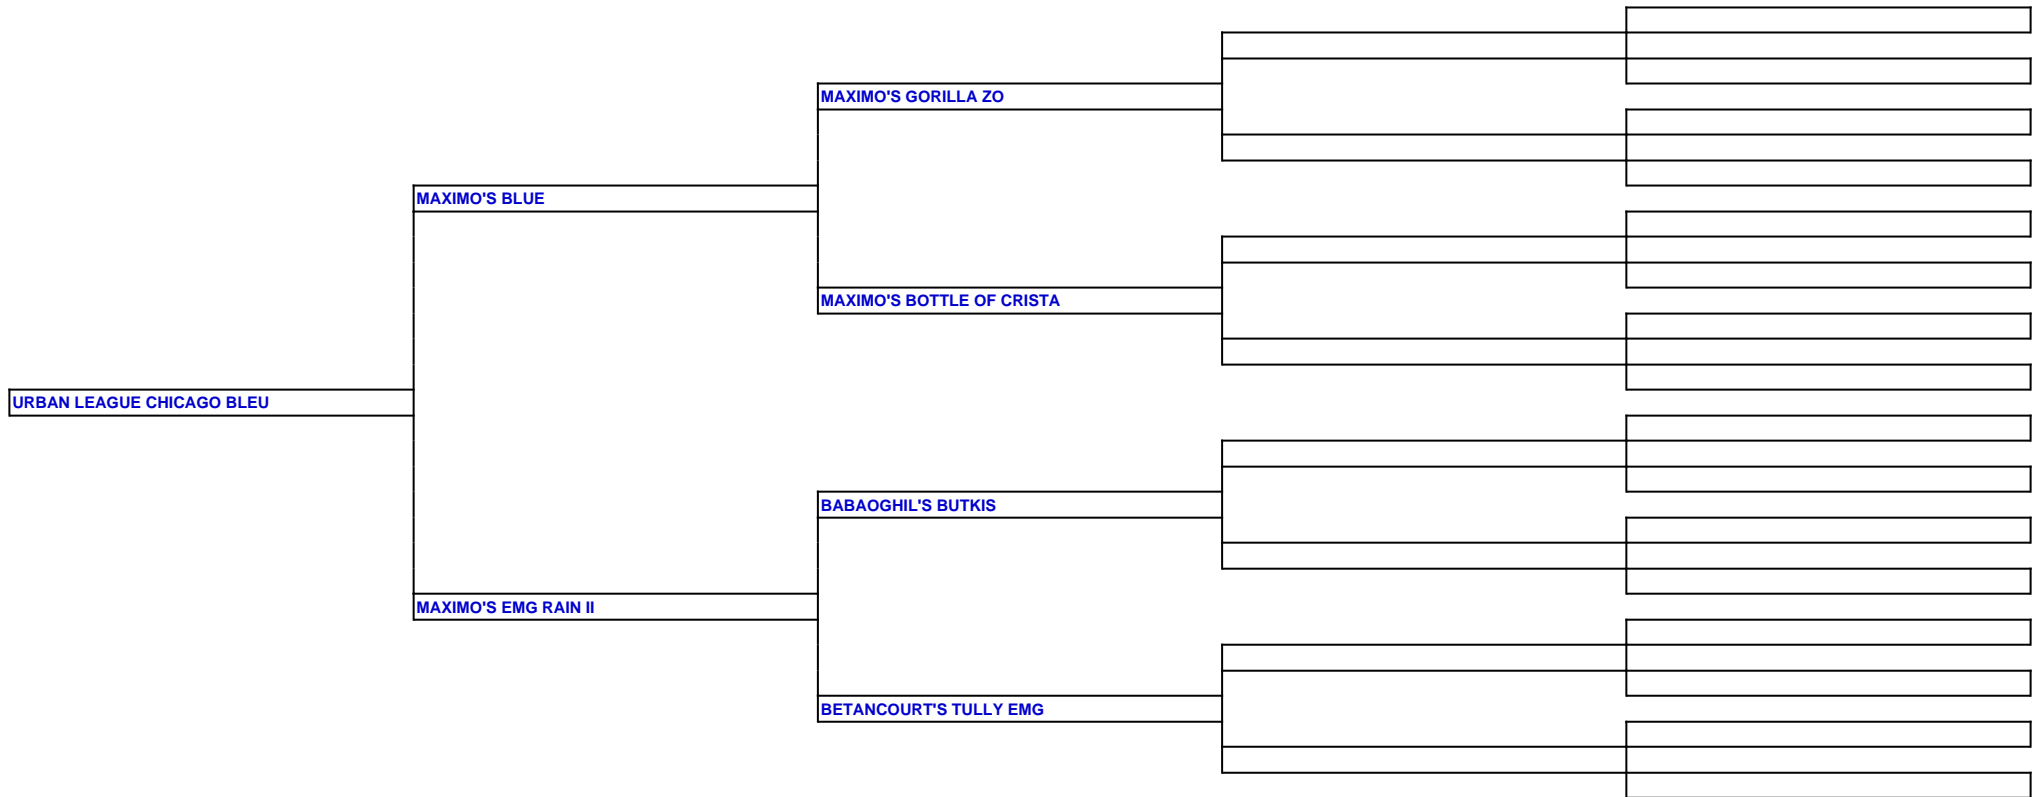 MAXIMO'S GORILLA ZO
MAXIMO'S BLUE
MAXIMO'S BOTTLE OF CRISTA
URBAN LEAGUE CHICAGO BLEU
BABAOGHIL'S BUTKIS
MAXIMO'S EMG RAIN II
BETANCOURT'S TULLY EMG